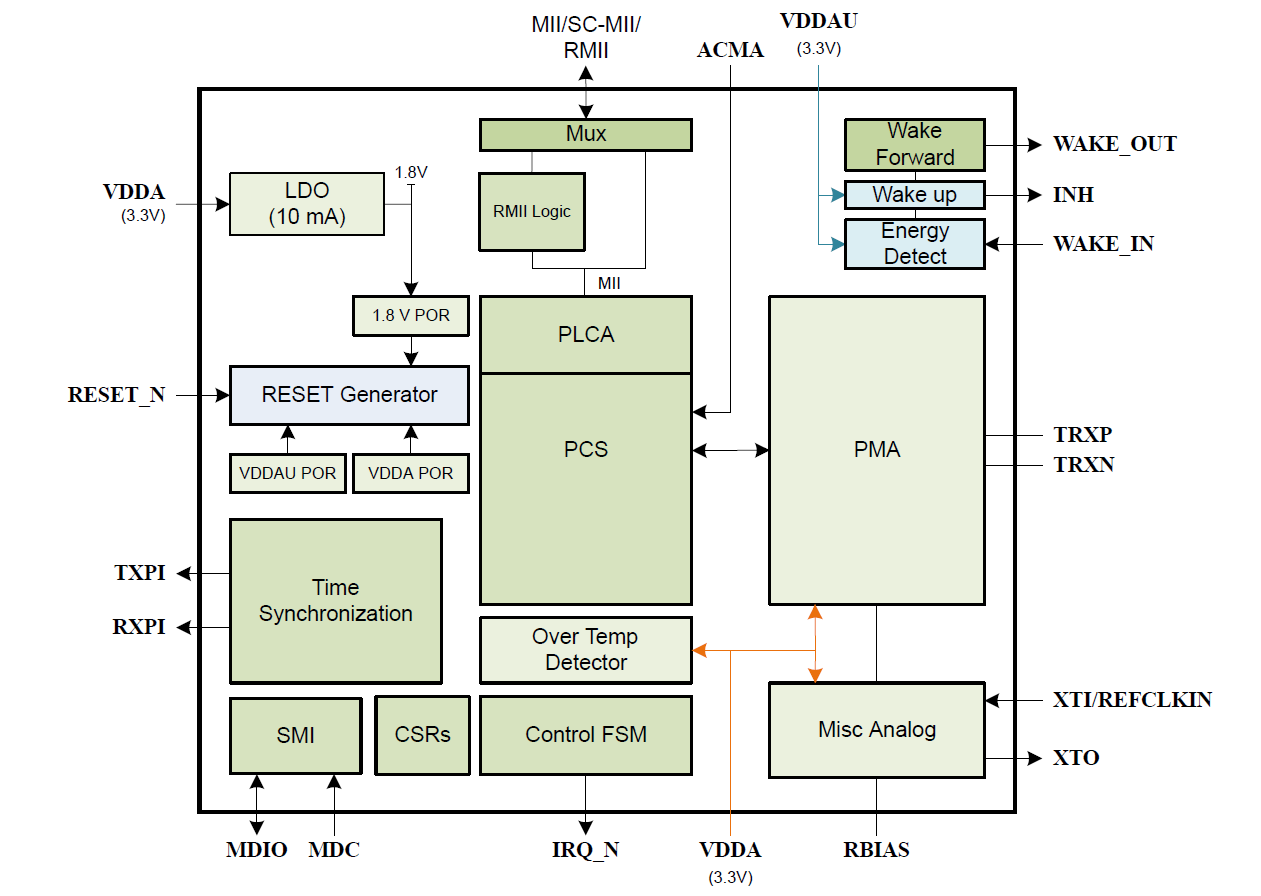 MII/SC-MII/
RMII
ACMA
VDDAU
(3.3V)
Mux
Wake
Forward
WAKE_OUT
VDDA
(3.3V)
LDO
(10 mA)
1.8V
RMII Logic
Wake up
INH
Energy
Detect
WAKE_IN
MII
1.8 V POR
PLCA
RESET_N
RESET Generator
PCS
PMA
TRXP
TRXN
VDDAU POR
VDDA POR
TXPI
RXPI
Time
Synchronization
Over Temp
Detector
SMI
CSRs
Control FSM
Misc Analog
XTI/REFCLKIN
XTO
MDIO
MDC
IRQ_N
VDDA
(3.3V)
RBIAS